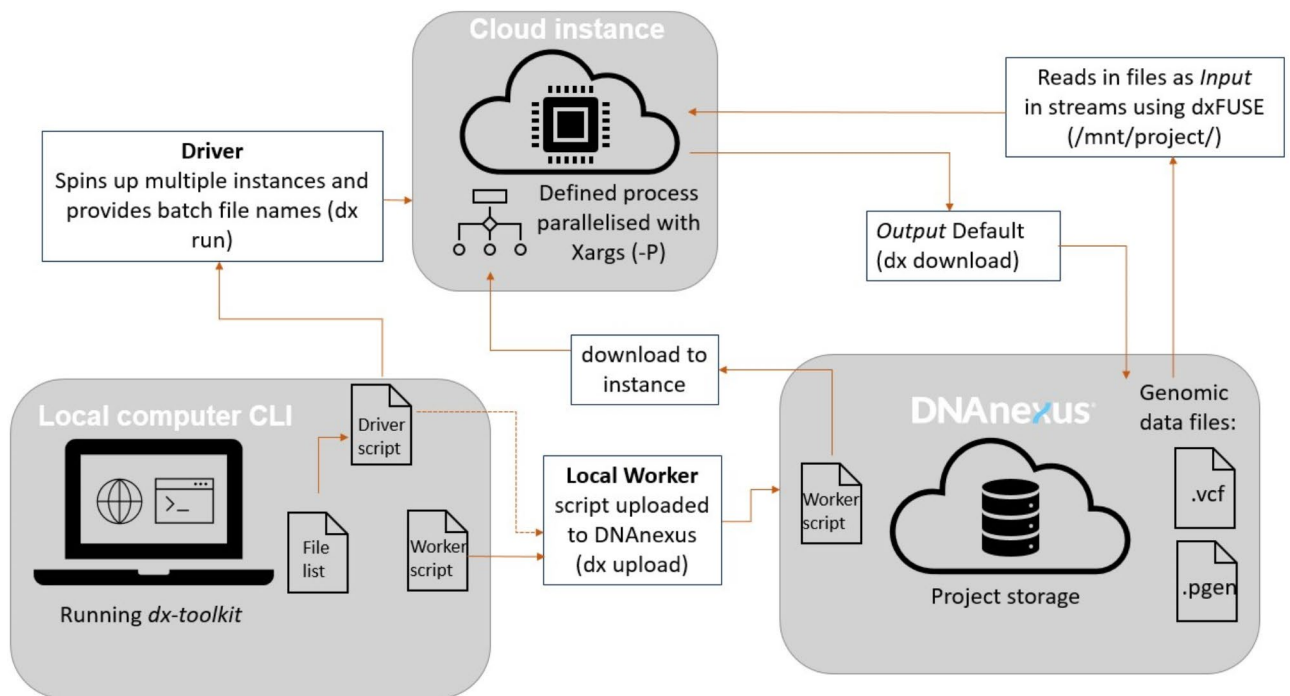 Cloud instance
Defined process
parallelised with
Xargs (-P)
Reads in files as Input
in streams using dxFUSE
(/mnt/project/)
Driver
Spins up multiple instances and
provides batch file names (dx
run)
Output Default
(dx download)
download to
instance
Local computer CLI
>_
Driver
script
File
list
Worker
script
Running dx-toolkit
Local Worker
script uploaded
to DNAnexus
(dx upload)
DNAnexus
Worker
script
Project storage
Genomic
data files:
.vcf
.pgen